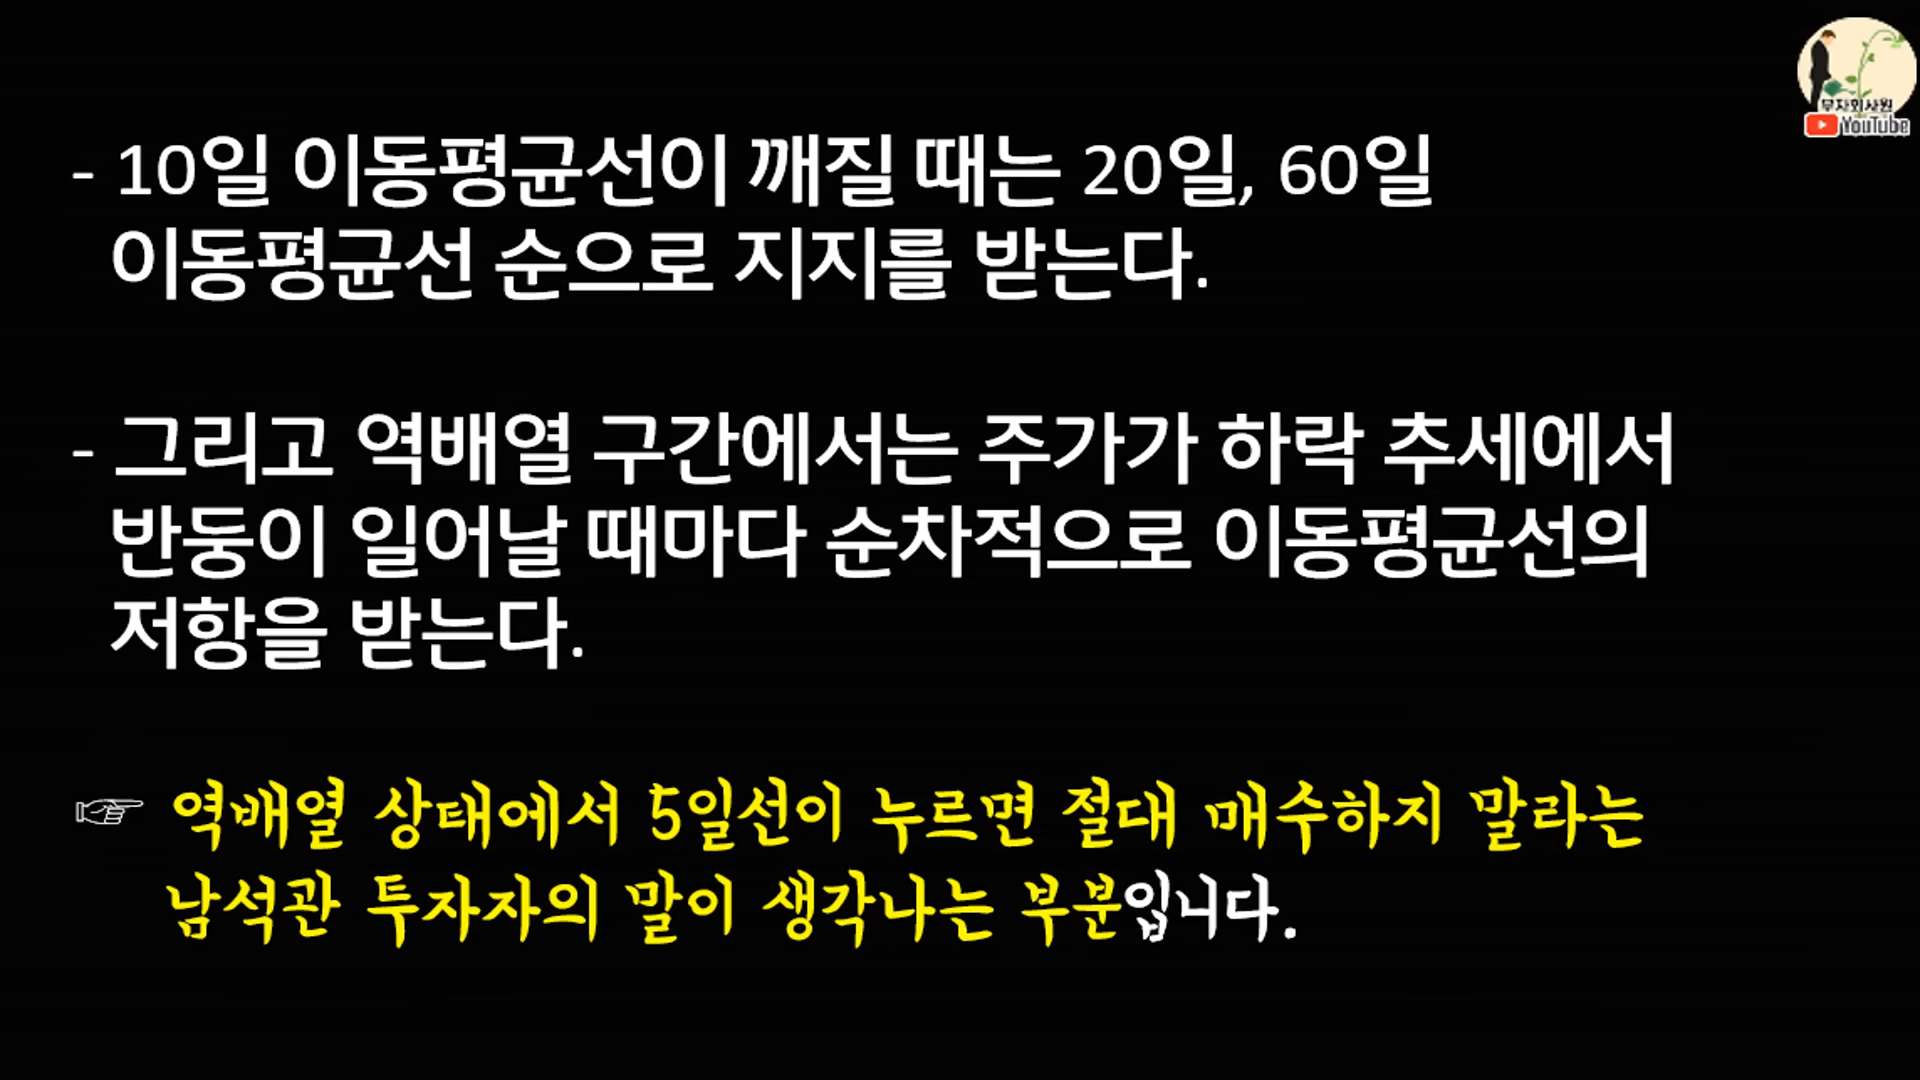 부자회사원
YouTube
- 10일 이동평균선이 깨질 때는 20일, 60일
이동평균선 순으로 지지를 받는다.
- 그리고 역배열 구간에서는 주가가 하락 추세에서
반둥이 일어날 때마다 순차적으로 이동평균선의
저항을 받는다.
☞ 역배열 상태에서 5일선이 누르면 절대 매수하지 말라는
남석관 투자자의 말이 생각나는 부분입니다.